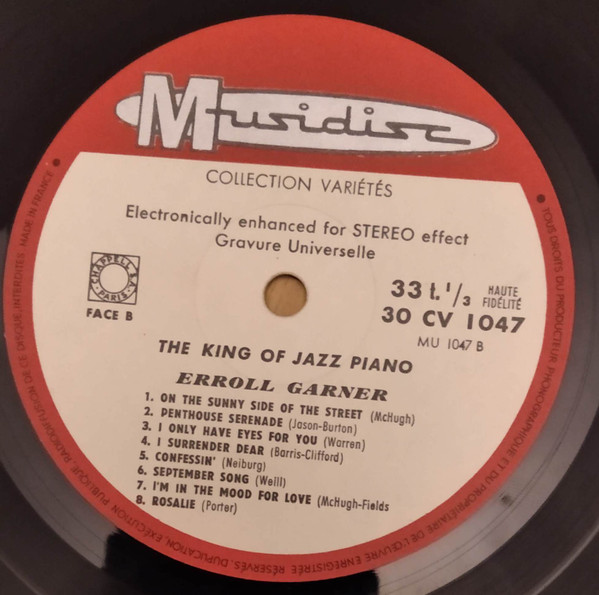 Musidisc
COLLECTION VARIÉTÉS
Electronically enhanced for STEREO effect
Gravure Universelle
CHAPPELL S.A.
PARIS
FACE B
33 t. 1/3 HAUTE FIDÉLITÉ
30 CV 1047
MU 1047 B
THE KING OF JAZZ PIANO
ERROLL GARNER
1. ON THE SUNNY SIDE OF THE STREET (McHugh)
2. PENTHOUSE SERENADE (Jason-Burton)
3. I ONLY HAVE EYES FOR YOU (Warren)
4. I SURRENDER DEAR (Barris-Clifford)
5. CONFESSIN' (Neiburg)
6. SEPTEMBER SONG (Weill)
7. I'M IN THE MOOD FOR LOVE (McHugh-Fields
8. ROSALIE (Porter)
• TOUS DROITS DU PRODUCTEUR PHONOGRAPHIQUE ET DU PROPRIÉTAIRE DE L'ŒUVRE ENREGISTRÉE RÉSERVÉS. DUPLICATION, EXÉCUTION PUBLIQUE, RADIODIFFUSION DE CE DISQUE INTERDITES MADE IN FRANCE •